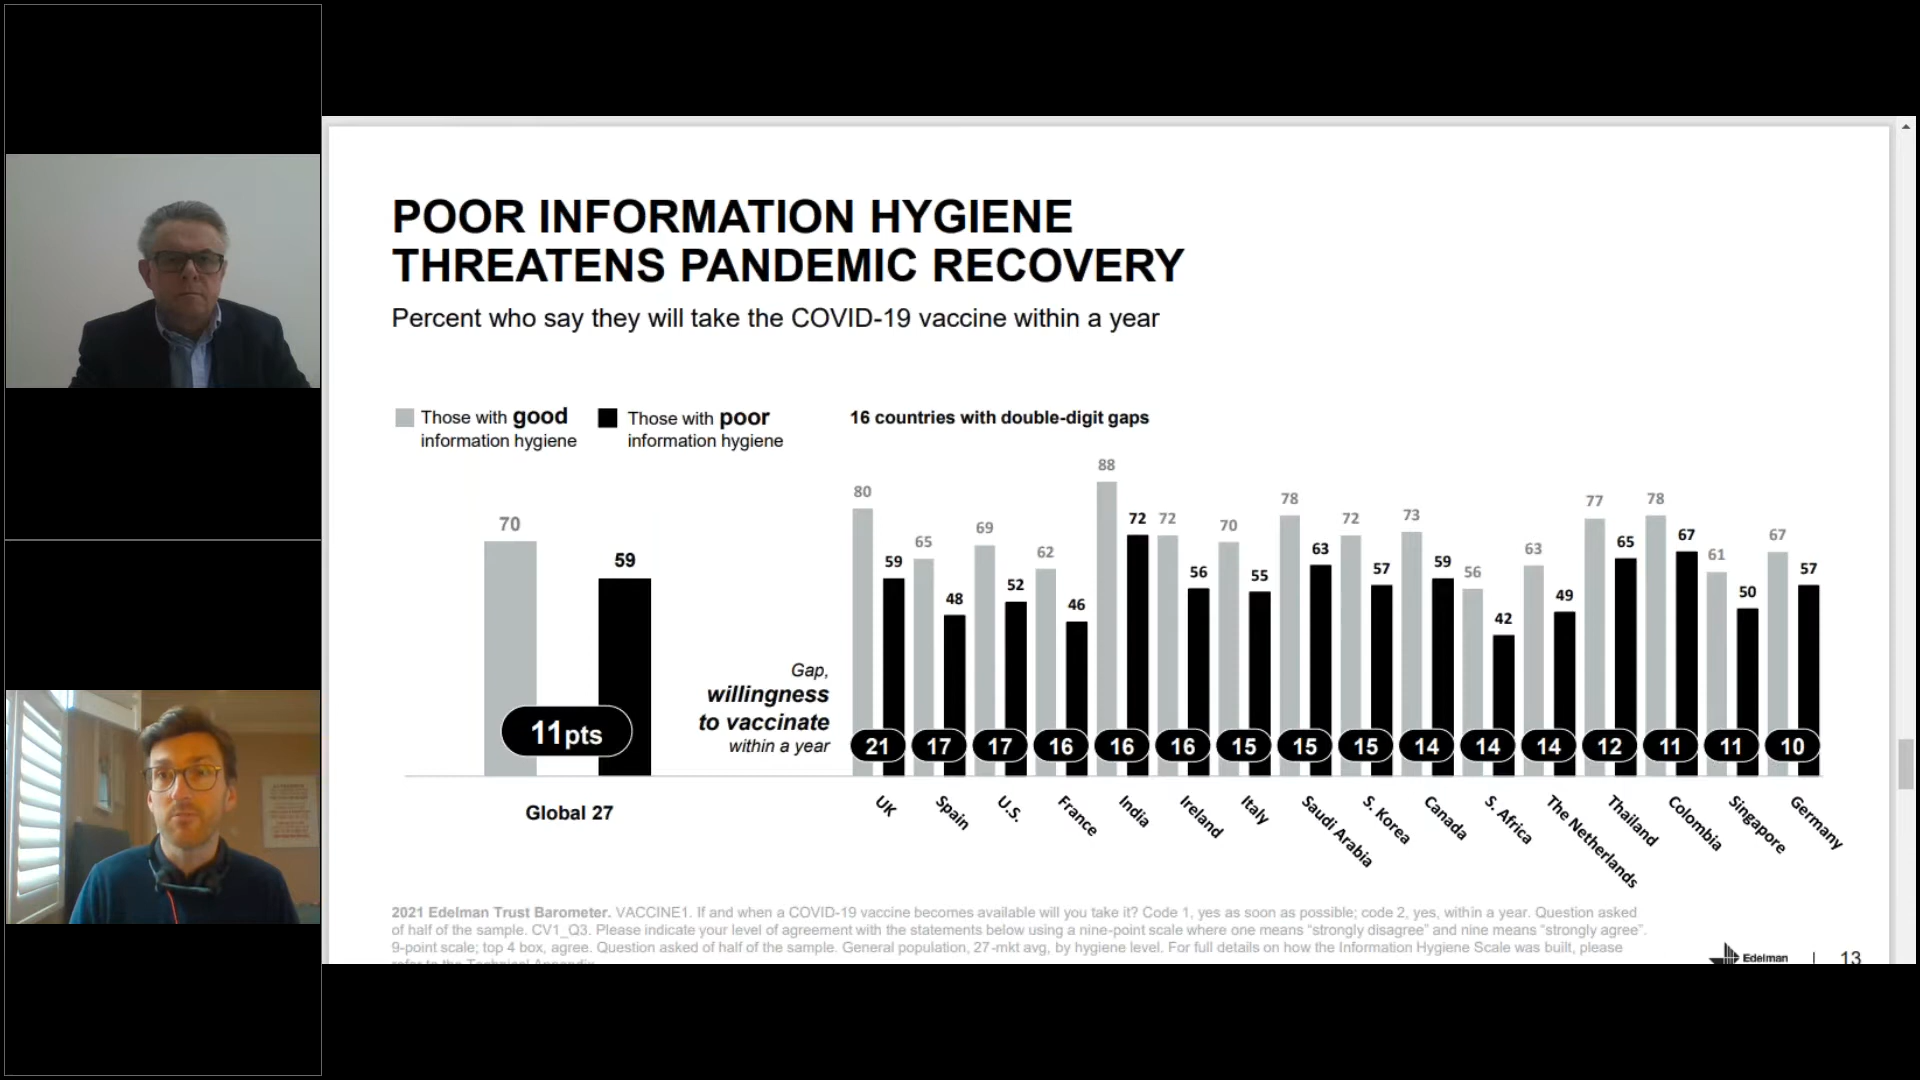 POOR INFORMATION HYGIENE
THREATENS PANDEMIC RECOVERY
Percent who say they will take the COVID-19 vaccine within a year
Those with good
information hygiene
Those with poor
information hygiene
16 countries with double-digit gaps
70
59
11pts
Global 27
Gap,
willingness
to vaccinate
within a year
80 59 65 48 69 52 62 46 88 72 72 56 70 55 78 63 72 57 73 59 56 42 63 49 77 65 78 67 61 50 67 57
21 17 17 16 16 16 15 15 15 14 14 14 12 11 11 10
UK
Spain
U.S.
France
India
Ireland
Italy
Saudi Arabia
S. Korea
Canada
S. Africa
The Netherlands
Thailand
Colombia
Singapore
Germany
2021 Edelman Trust Barometer. VACCINE1. If and when a COVID-19 vaccine becomes available will you take it? Code 1, yes as soon as possible; code 2, yes, within a year. Question asked
of half of the sample. CV1_Q3. Please indicate your level of agreement with the statements below using a nine-point scale where one means “strongly disagree” and nine means “strongly agree”.
9-point scale; top 4 box, agree. Question asked of half of the sample. General population, 27-mkt avg, by hygiene level. For full details on how the Information Hygiene Scale was built, please
Edelman | 13